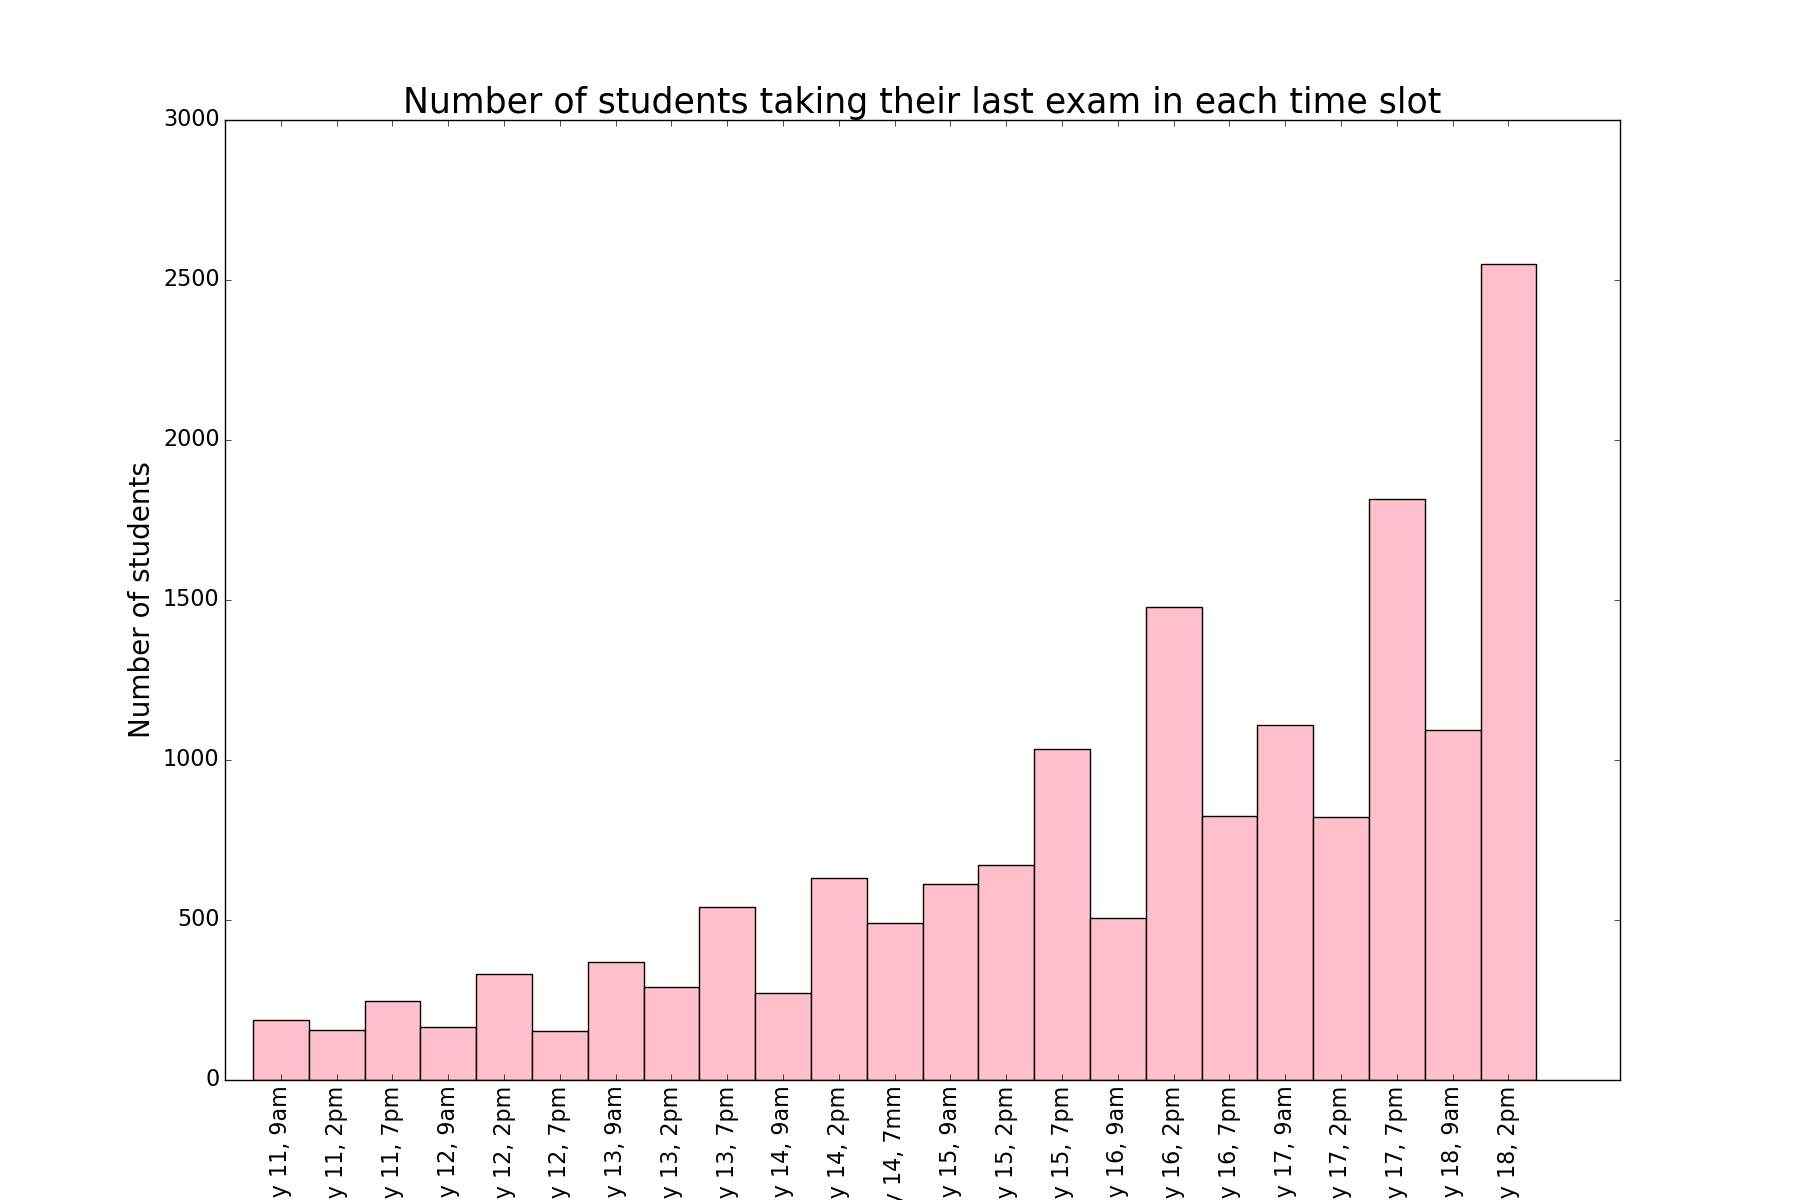 Number of students taking their last exam in each time slot
Number of students
3000
2500
2000
1500
1000
500
0
y 11, 9am
y 11, 2pm
y 11, 7pm
y 12, 9am
y 12, 2pm
y 12, 7pm
y 13, 9am
y 13, 2pm
y 13, 7pm
y 14, 9am
y 14, 2pm
y 14, 7mm
y 15, 9am
y 15, 2pm
y 15, 7pm
y 16, 9am
y 16, 2pm
y 16, 7pm
y 17, 9am
y 17, 2pm
y 17, 7pm
y 18, 9am
y 18, 2pm